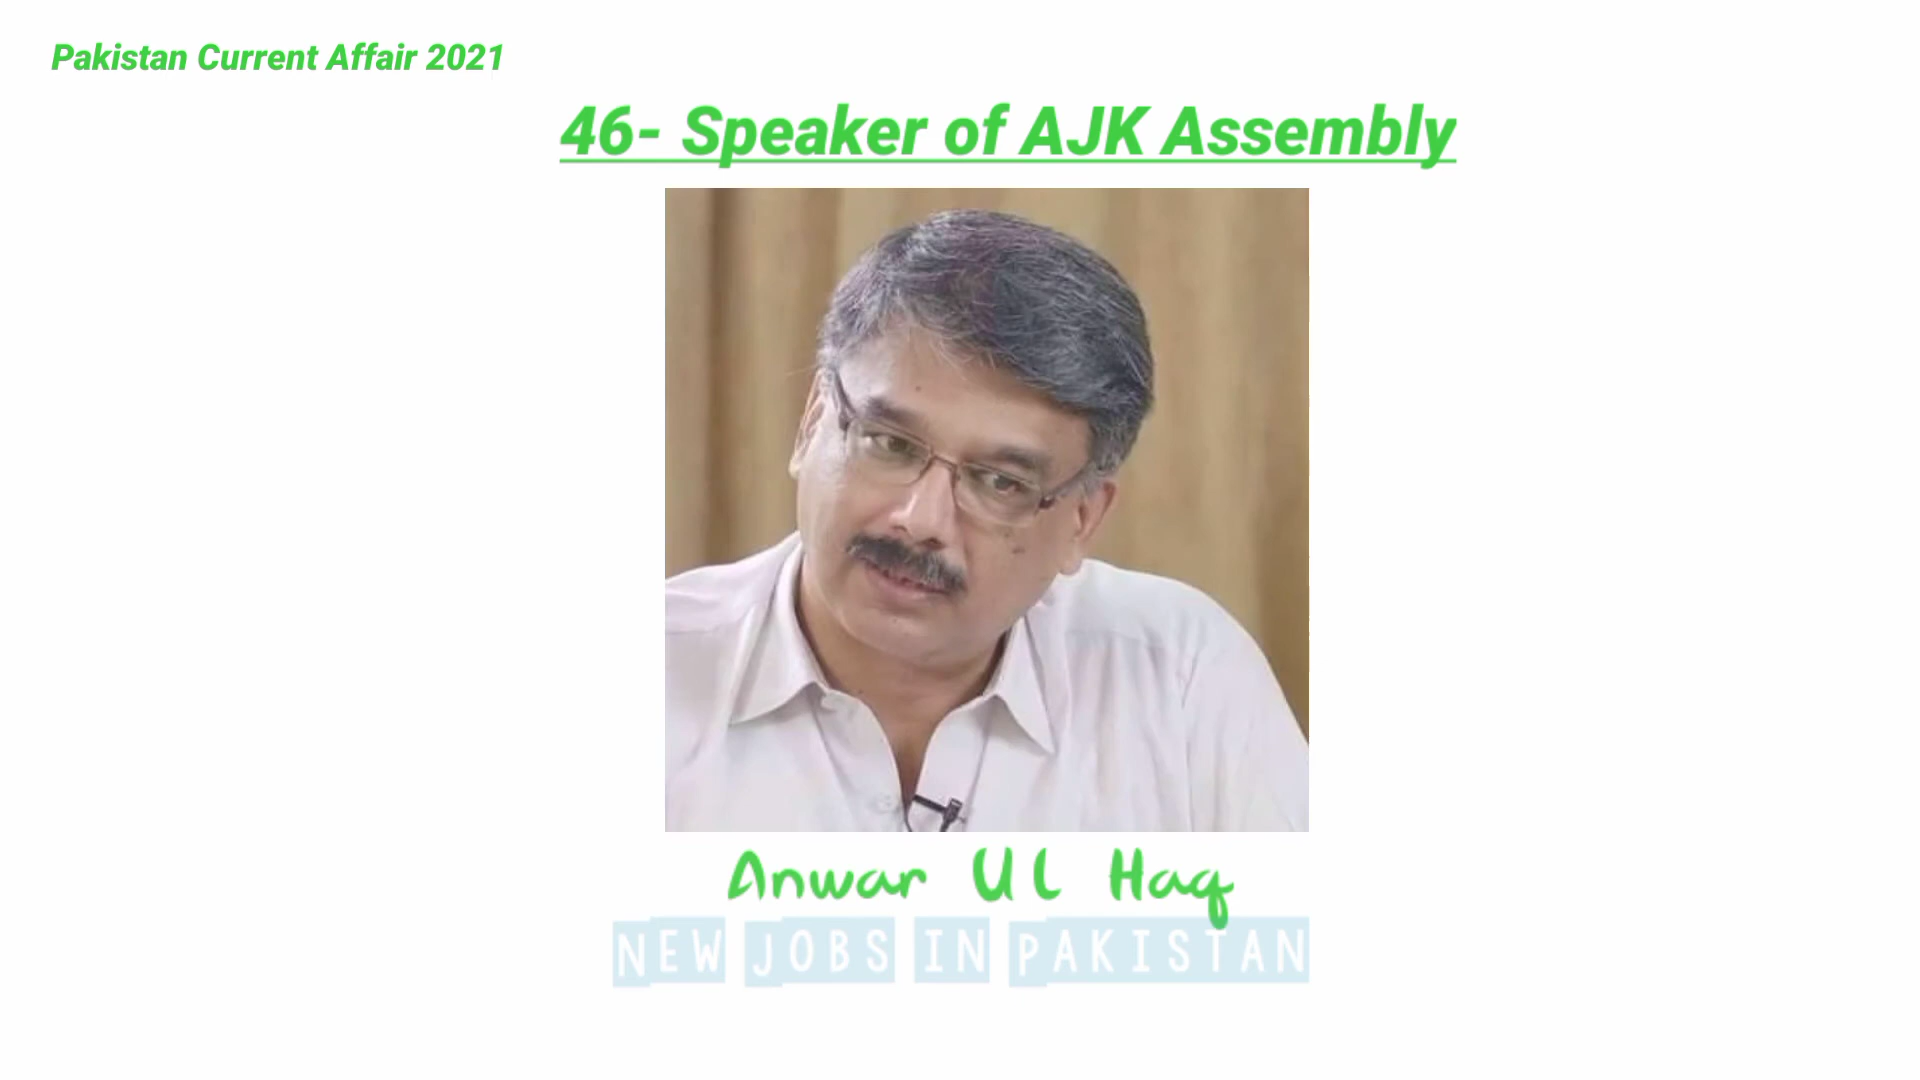 Pakistan Current Affair 2021
46- Speaker of AJK Assembly
Anwar Ul Haq
NEW JOBS IN PAKISTAN